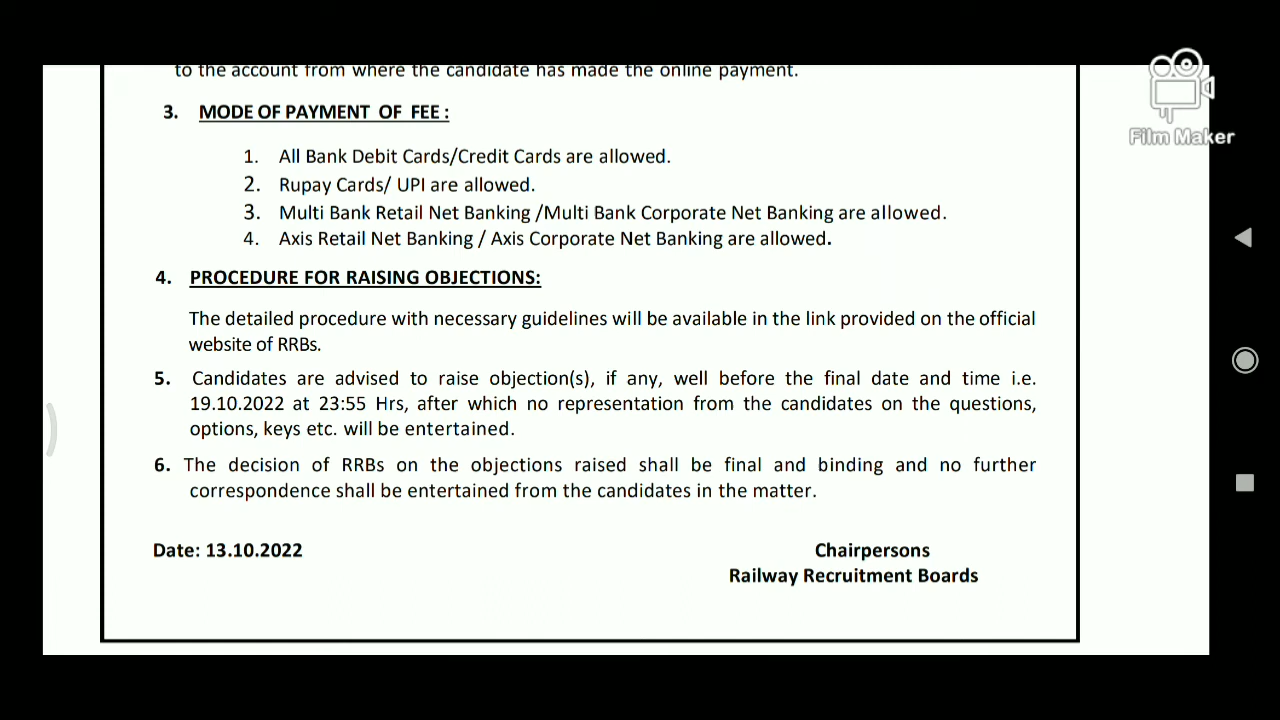 to the account from where the candidate has made the online payment.
3. MODE OF PAYMENT OF FEE :
1. All Bank Debit Cards/Credit Cards are allowed.
2. Rupay Cards/ UPI are allowed.
3. Multi Bank Retail Net Banking /Multi Bank Corporate Net Banking are allowed.
4. Axis Retail Net Banking / Axis Corporate Net Banking are allowed.
4. PROCEDURE FOR RAISING OBJECTIONS:
The detailed procedure with necessary guidelines will be available in the link provided on the official
website of RRBs.
5. Candidates are advised to raise objection(s), if any, well before the final date and time i.e.
19.10.2022 at 23:55 Hrs, after which no representation from the candidates on the questions,
options, keys etc. will be entertained.
6. The decision of RRBs on the objections raised shall be final and binding and no further
correspondence shall be entertained from the candidates in the matter.
Date: 13.10.2022
Chairpersons
Railway Recruitment Boards
Film Maker